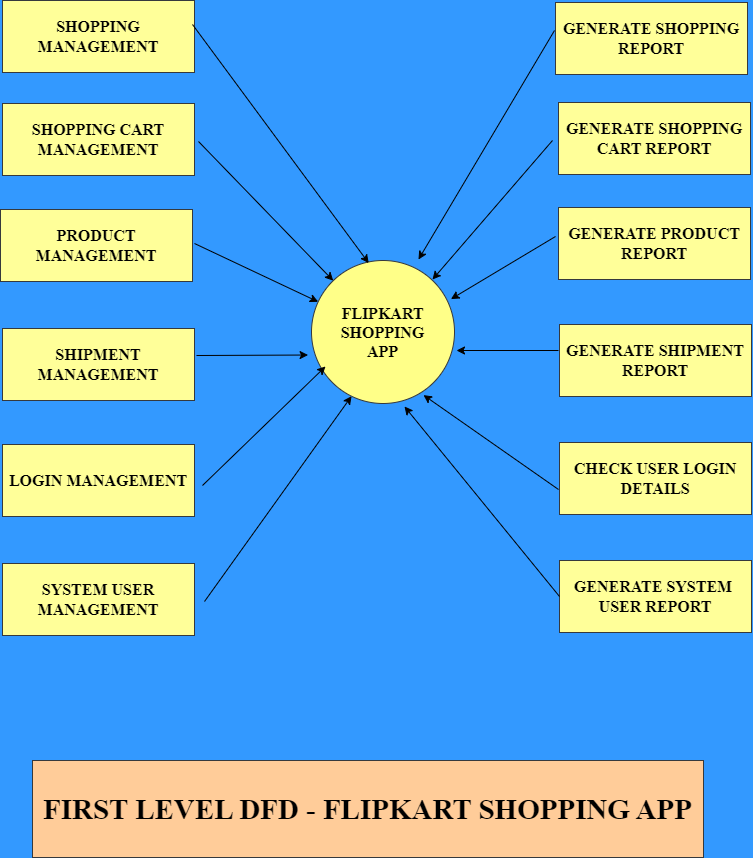 SHOPPING
MANAGEMENT
SHOPPING CART
MANAGEMENT
PRODUCT
MANAGEMENT
SHIPMENT
MANAGEMENT
LOGIN MANAGEMENT
SYSTEM USER
MANAGEMENT
FLIPKART
SHOPPING
APP
GENERATE SHOPPING
REPORT
GENERATE SHOPPING
CART REPORT
GENERATE PRODUCT
REPORT
GENERATE SHIPMENT
REPORT
CHECK USER LOGIN
DETAILS
GENERATE SYSTEM
USER REPORT
FIRST LEVEL DFD - FLIPKART SHOPPING APP